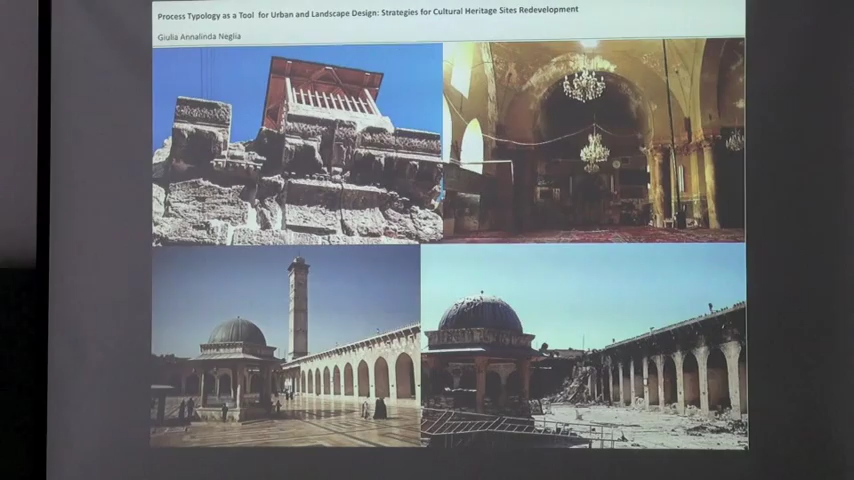 Process Typology as a Tool for Urban and Landscape Design: Strategies for Cultural Heritage Sites Redevelopment
Giulia Annalinda Neglia